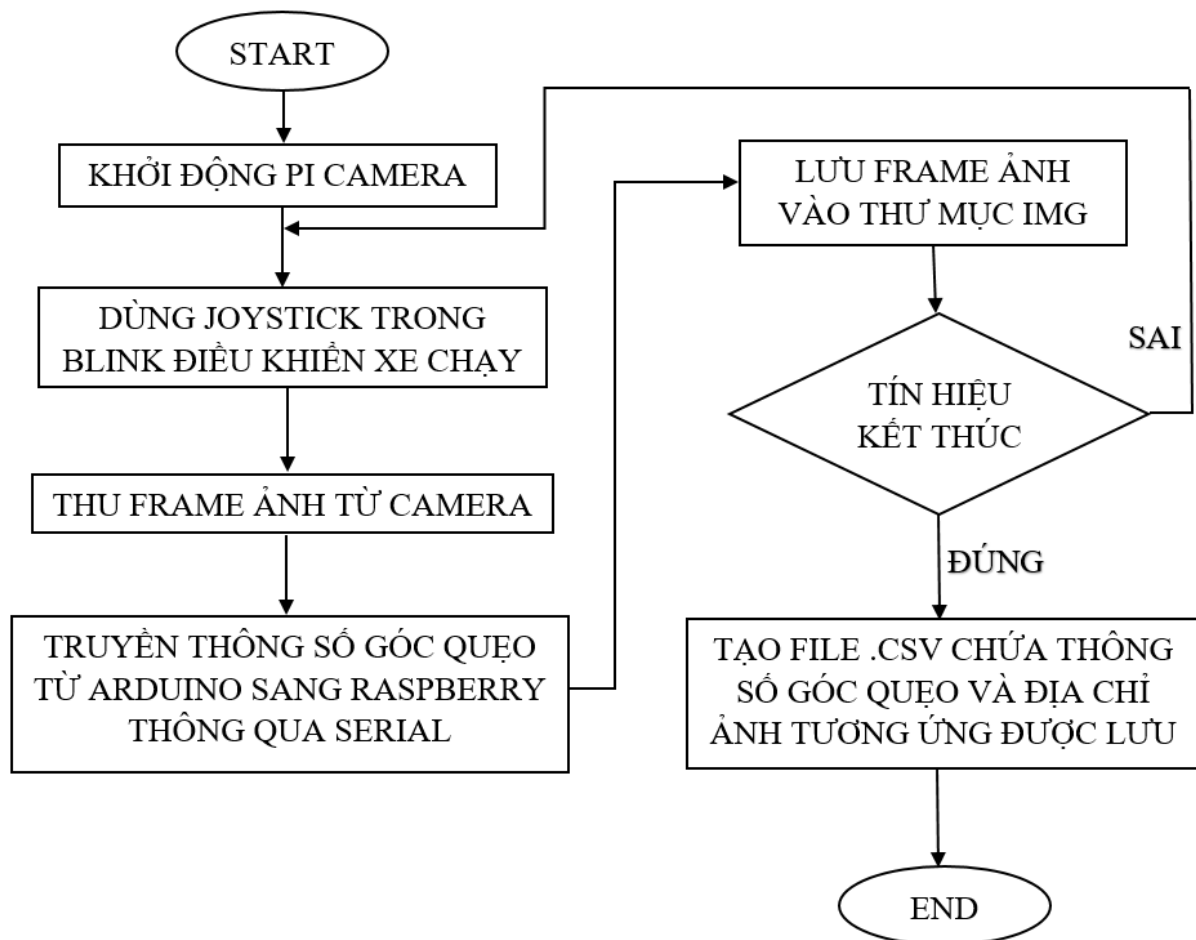 START
KHỞI ĐỘNG PI CAMERA
DÙNG JOYSTICK TRONG
BLINK ĐIỀU KHIỂN XE CHẠY
THU FRAME ẢNH TỪ CAMERA
TRUYỀN THÔNG SỐ GÓC QUẸO
TỪ ARDUINO SANG RASPBERRY
THÔNG QUA SERIAL
LƯU FRAME ẢNH
VÀO THƯ MỤC IMG
TÍN HIỆU
KẾT THÚC
SAI
ĐÚNG
TẠO FILE .CSV CHỨA THÔNG
SỐ GÓC QUẸO VÀ ĐỊA CHỈ
ẢNH TƯƠNG ỨNG ĐƯỢC LƯU
END